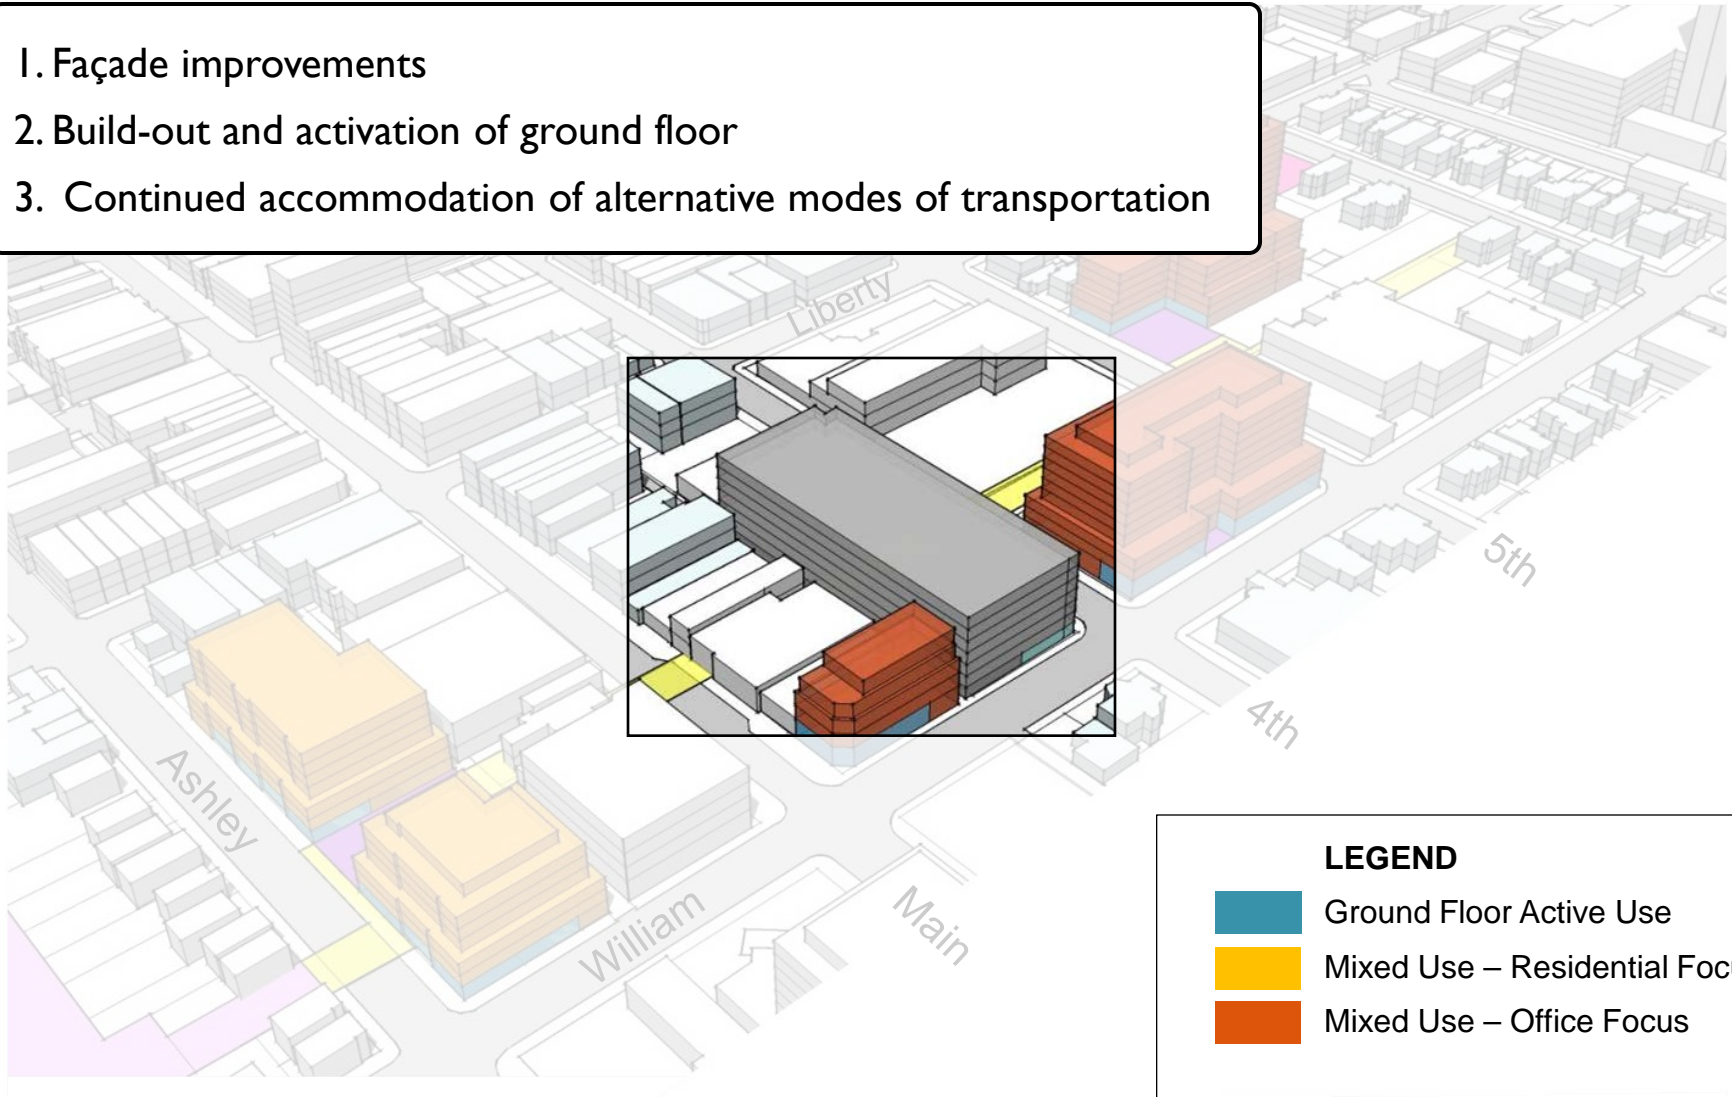 1. Façade improvements
2. Build-out and activation of ground floor
3. Continued accommodation of alternative modes of transportation
Liberty
5th
4th
Ashley
William
Main
LEGEND
Ground Floor Active Use
Mixed Use – Residential Focu
Mixed Use – Office Focus